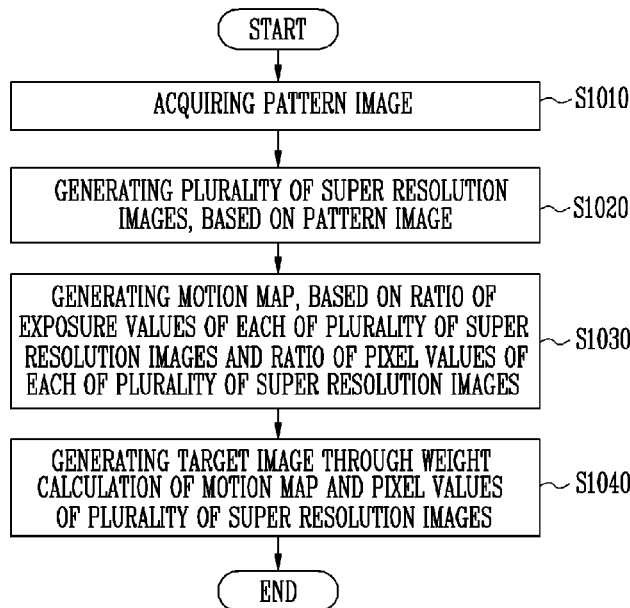 START
ACQUIRING PATTERN IMAGE
S1010
GENERATING PLURALITY OF SUPER RESOLUTION
IMAGES, BASED ON PATTERN IMAGE
S1020
GENERATING MOTION MAP, BASED ON RATIO OF
EXPOSURE VALUES OF EACH OF PLURALITY OF SUPER
RESOLUTION IMAGES AND RATIO OF PIXEL VALUES OF
EACH OF PLURALITY OF SUPER RESOLUTION IMAGES
S1030
GENERATING TARGET IMAGE THROUGH WEIGHT
CALCULATION OF MOTION MAP AND PIXEL VALUES
OF PLURALITY OF SUPER RESOLUTION IMAGES
S1040
END